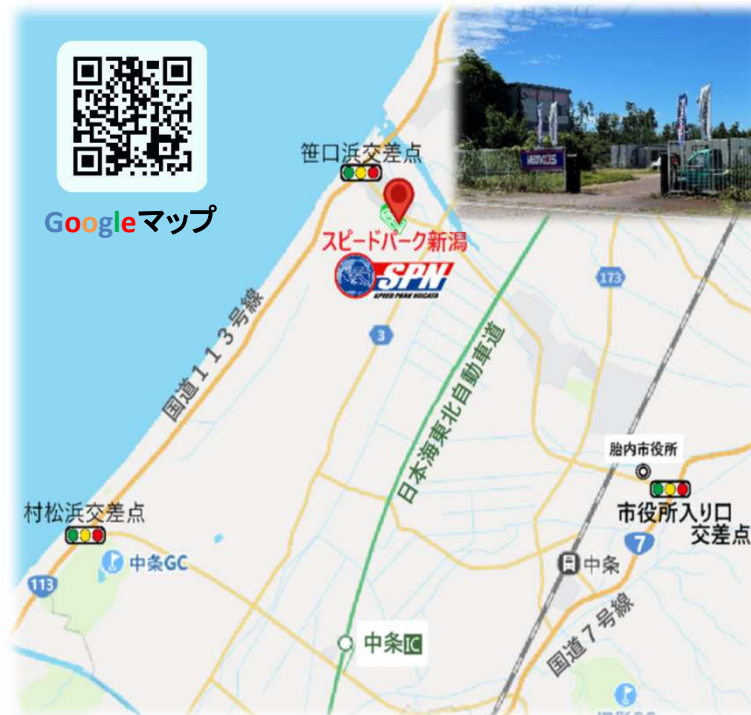 Googleマップ
笹口浜交差点
スピードパーク新潟
SPN
SPEED PARK NIIGATA
173
3
国道113号線
日本海東北自動車道
胎内市役所
市役所入り口
交差点
7
村松浜交差点
中条GC
113
中条
中条IC
国道7号線